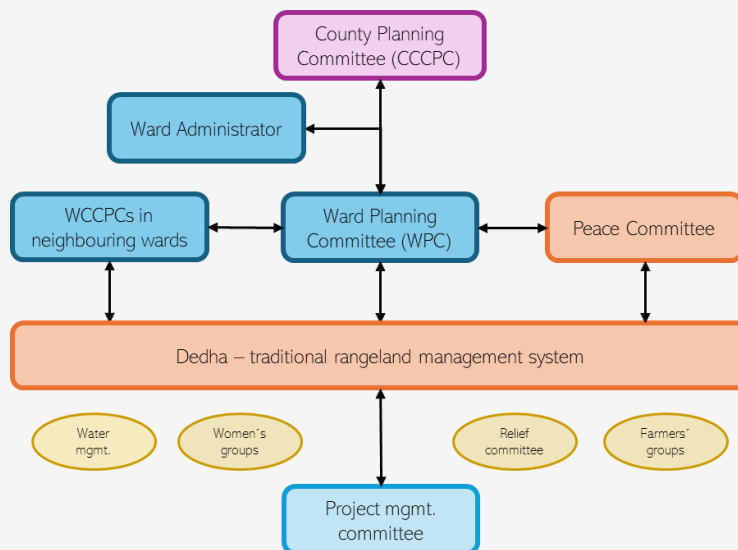 County Planning
Committee (CCCPC)
Ward Administrator
WCCPCs in
neighbouring wards
Ward Planning
Committee (WPC)
Peace Committee
Dedha – traditional rangeland management system
Water
mgmt.
Women´s
groups
Relief
committee
Farmers´
groups
Project mgmt.
committee